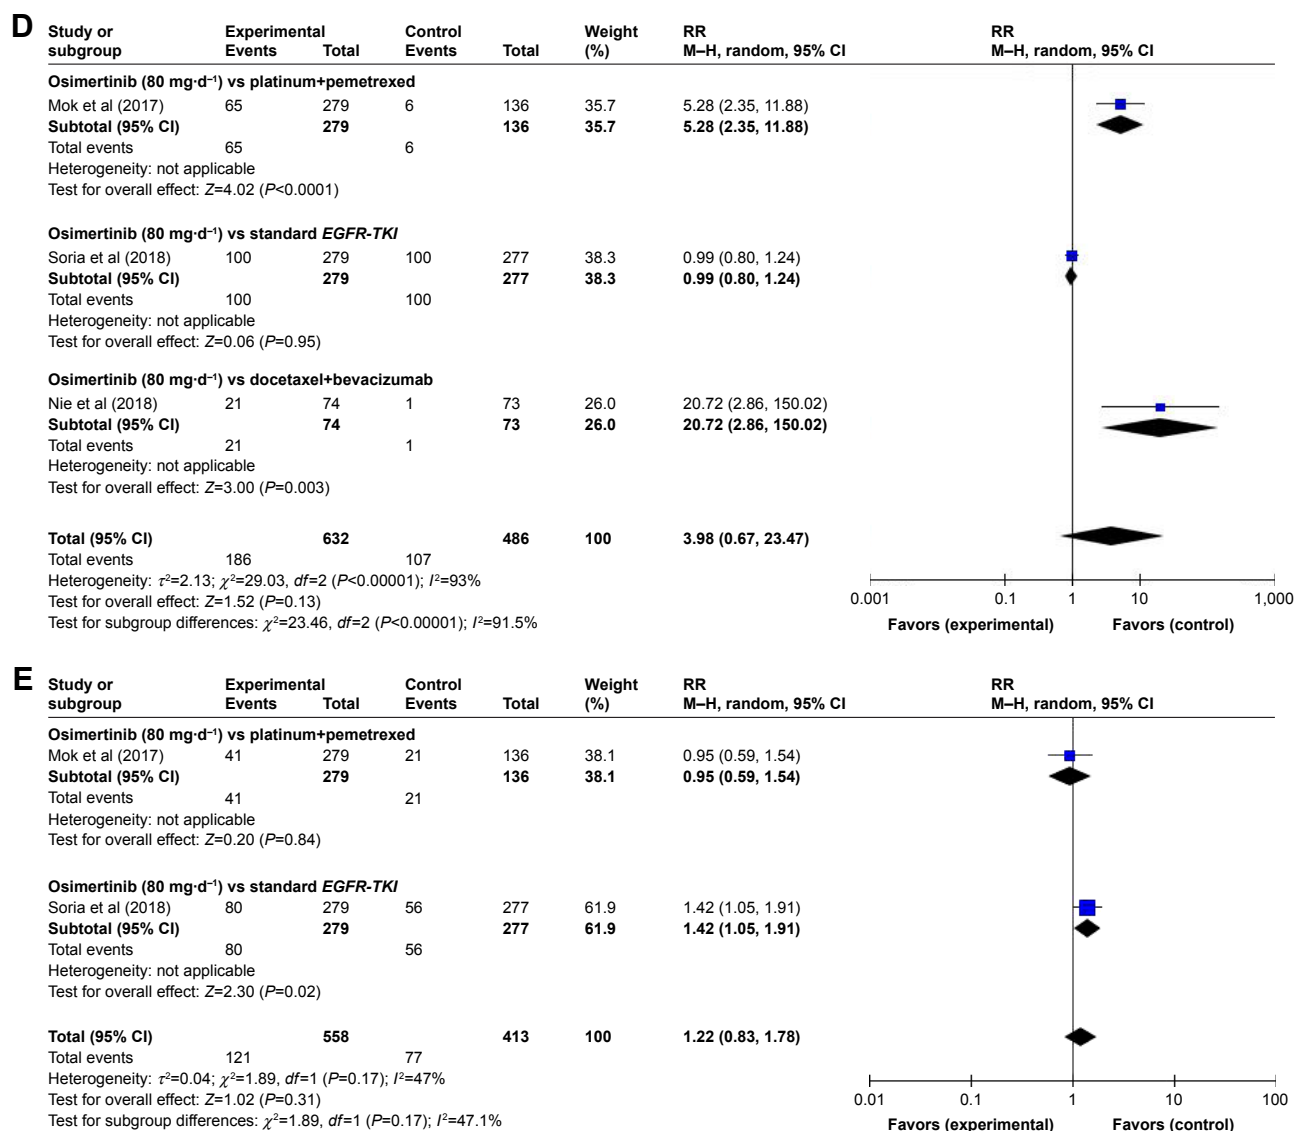 D
Study or Experimental Control Weight RR RR
subgroup Events Total Events Total (%) M–H, random, 95% CI M–H, random, 95% CI
Osimertinib (80 mg·d⁻¹) vs platinum+pemetrexed
Mok et al (2017) 65 279 6 136 35.7 5.28 (2.35, 11.88)
Subtotal (95% CI) 279 136 35.7 5.28 (2.35, 11.88)
Total events 65 6
Heterogeneity: not applicable
Test for overall effect: Z=4.02 (P<0.0001)
Osimertinib (80 mg·d⁻¹) vs standard EGFR-TKI
Soria et al (2018) 100 279 100 277 38.3 0.99 (0.80, 1.24)
Subtotal (95% CI) 279 277 38.3 0.99 (0.80, 1.24)
Total events 100 100
Heterogeneity: not applicable
Test for overall effect: Z=0.06 (P=0.95)
Osimertinib (80 mg·d⁻¹) vs docetaxel+bevacizumab
Nie et al (2018) 21 74 1 73 26.0 20.72 (2.86, 150.02)
Subtotal (95% CI) 74 73 26.0 20.72 (2.86, 150.02)
Total events 21 1
Heterogeneity: not applicable
Test for overall effect: Z=3.00 (P=0.003)
Total (95% CI) 632 486 100 3.98 (0.67, 23.47)
Total events 186 107
Heterogeneity: τ²=2.13; χ²=29.03, df=2 (P<0.00001); I²=93%
Test for overall effect: Z=1.52 (P=0.13)
Test for subgroup differences: χ²=23.46, df=2 (P<0.00001); I²=91.5%
0.001 0.1 1 10 1,000
Favors (experimental) Favors (control)
E
Study or Experimental Control Weight RR RR
subgroup Events Total Events Total (%) M–H, random, 95% CI M–H, random, 95% CI
Osimertinib (80 mg·d⁻¹) vs platinum+pemetrexed
Mok et al (2017) 41 279 21 136 38.1 0.95 (0.59, 1.54)
Subtotal (95% CI) 279 136 38.1 0.95 (0.59, 1.54)
Total events 41 21
Heterogeneity: not applicable
Test for overall effect: Z=0.20 (P=0.84)
Osimertinib (80 mg·d⁻¹) vs standard EGFR-TKI
Soria et al (2018) 80 279 56 277 61.9 1.42 (1.05, 1.91)
Subtotal (95% CI) 279 277 61.9 1.42 (1.05, 1.91)
Total events 80 56
Heterogeneity: not applicable
Test for overall effect: Z=2.30 (P=0.02)
Total (95% CI) 558 413 100 1.22 (0.83, 1.78)
Total events 121 77
Heterogeneity: τ²=0.04; χ²=1.89, df=1 (P=0.17); I²=47%
Test for overall effect: Z=1.02 (P=0.31)
Test for subgroup differences: χ²=1.89, df=1 (P=0.17); I²=47.1%
0.01 0.1 1 10 100
Favors (experimental) Favors (control)